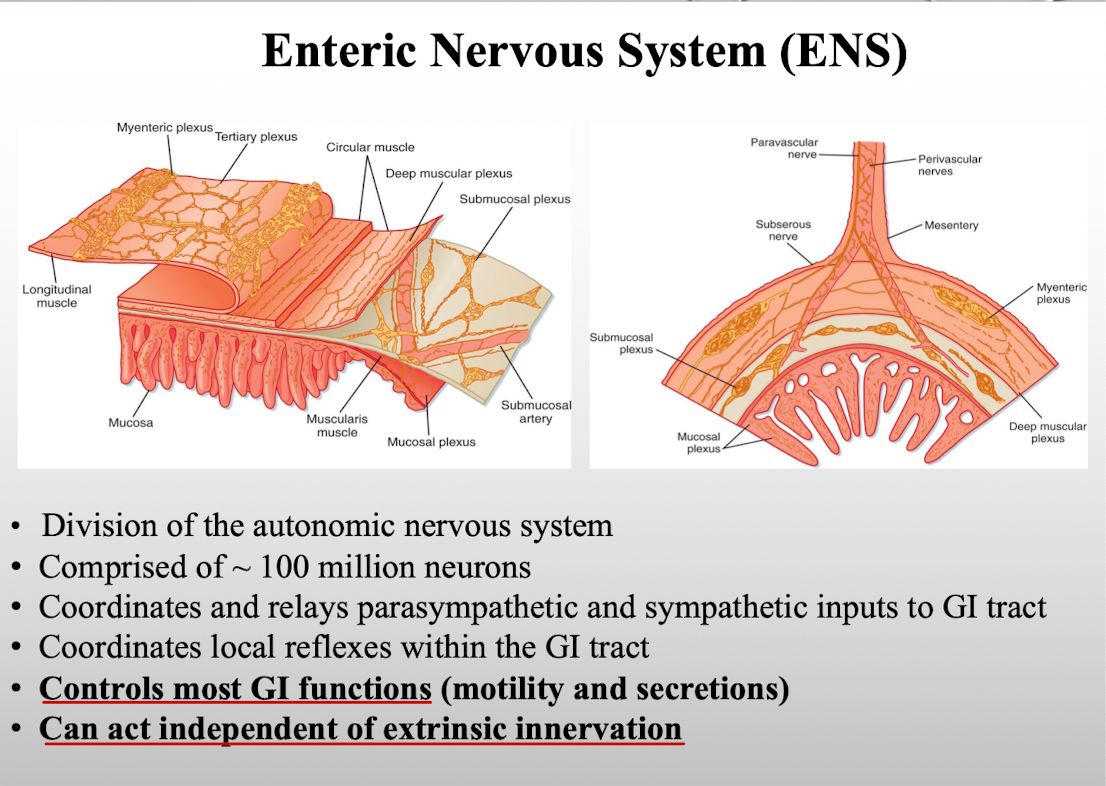 Enteric Nervous System (ENS)
Myenteric plexus
Tertiary plexus
Circular muscle
Deep muscular plexus
Submucosal plexus
Longitudinal
muscle
Mucosa
Muscularis
muscle
Mucosal plexus
Submucosal
artery
Paravascular
nerve
Perivascular
nerves
Subserous
nerve
Mesentery
Myenteric
plexus
Submucosal
plexus
Mucosal
plexus
Deep muscular
plexus
• Division of the autonomic nervous system
• Comprised of ~ 100 million neurons
• Coordinates and relays parasympathetic and sympathetic inputs to GI tract
• Coordinates local reflexes within the GI tract
• Controls most GI functions (motility and secretions)
• Can act independent of extrinsic innervation